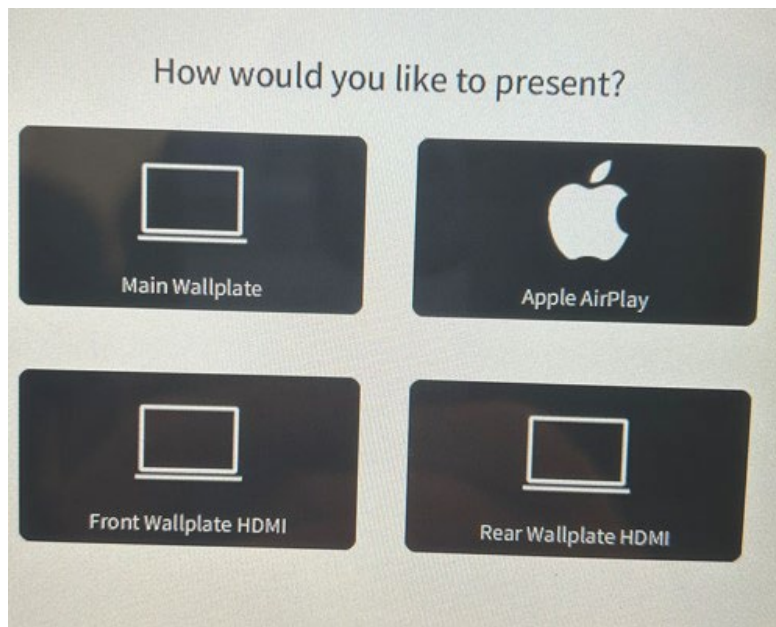 How would you like to present?
Main Wallplate
Apple AirPlay
Front Wallplate HDMI
Rear Wallplate HDMI